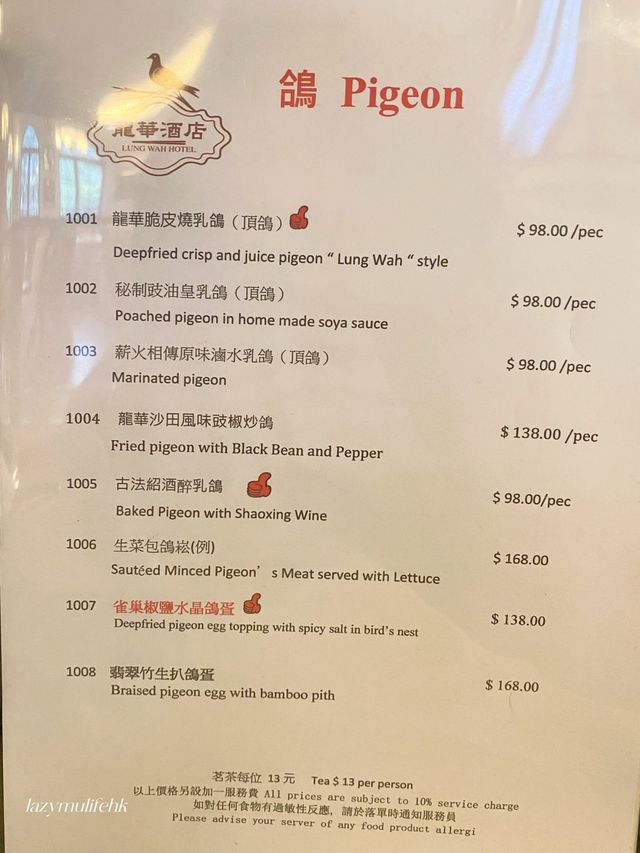 鴿 Pigeon
龍華酒店
LUNG WAH HOTEL
1001 龍華脆皮燒乳鴿（頂鴿） $ 98.00 /pec
Deepfried crisp and juice pigeon “ Lung Wah “ style
1002 秘制豉油皇乳鴿（頂鴿） $ 98.00 /pec
Poached pigeon in home made soya sauce
1003 薪火相傳原味滷水乳鴿（頂鴿） $ 98.00 /pec
Marinated pigeon
1004 龍華沙田風味豉椒炒鴿 $ 138.00 /pec
Fried pigeon with Black Bean and Pepper
1005 古法紹酒醉乳鴿 $ 98.00/pec
Baked Pigeon with Shaoxing Wine
1006 生菜包鴿崧(例) $ 168.00
Sautéed Minced Pigeon’s Meat served with Lettuce
1007 雀巢椒鹽水晶鴿蛋 $ 138.00
Deepfried pigeon egg topping with spicy salt in bird’s nest
1008 翡翠竹生扒鴿蛋 $ 168.00
Braised pigeon egg with bamboo pith
茗茶每位 13 元 Tea $ 13 per person
以上價格另設加一服務費 All prices are subject to 10% service charge
如對任何食物有過敏性反應，請於落單時通知服務員
Please advise your server of any food product allergi
lazymulifehk